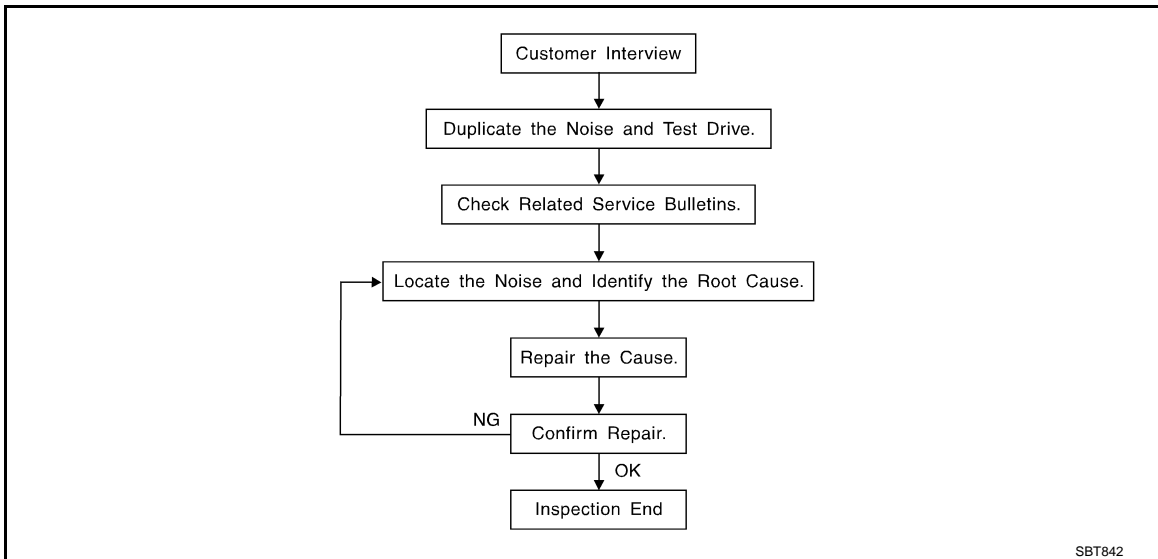 Customer Interview
Duplicate the Noise and Test Drive.
Check Related Service Bulletins.
Locate the Noise and Identify the Root Cause.
Repair the Cause.
NG
Confirm Repair.
OK
Inspection End
SBT842